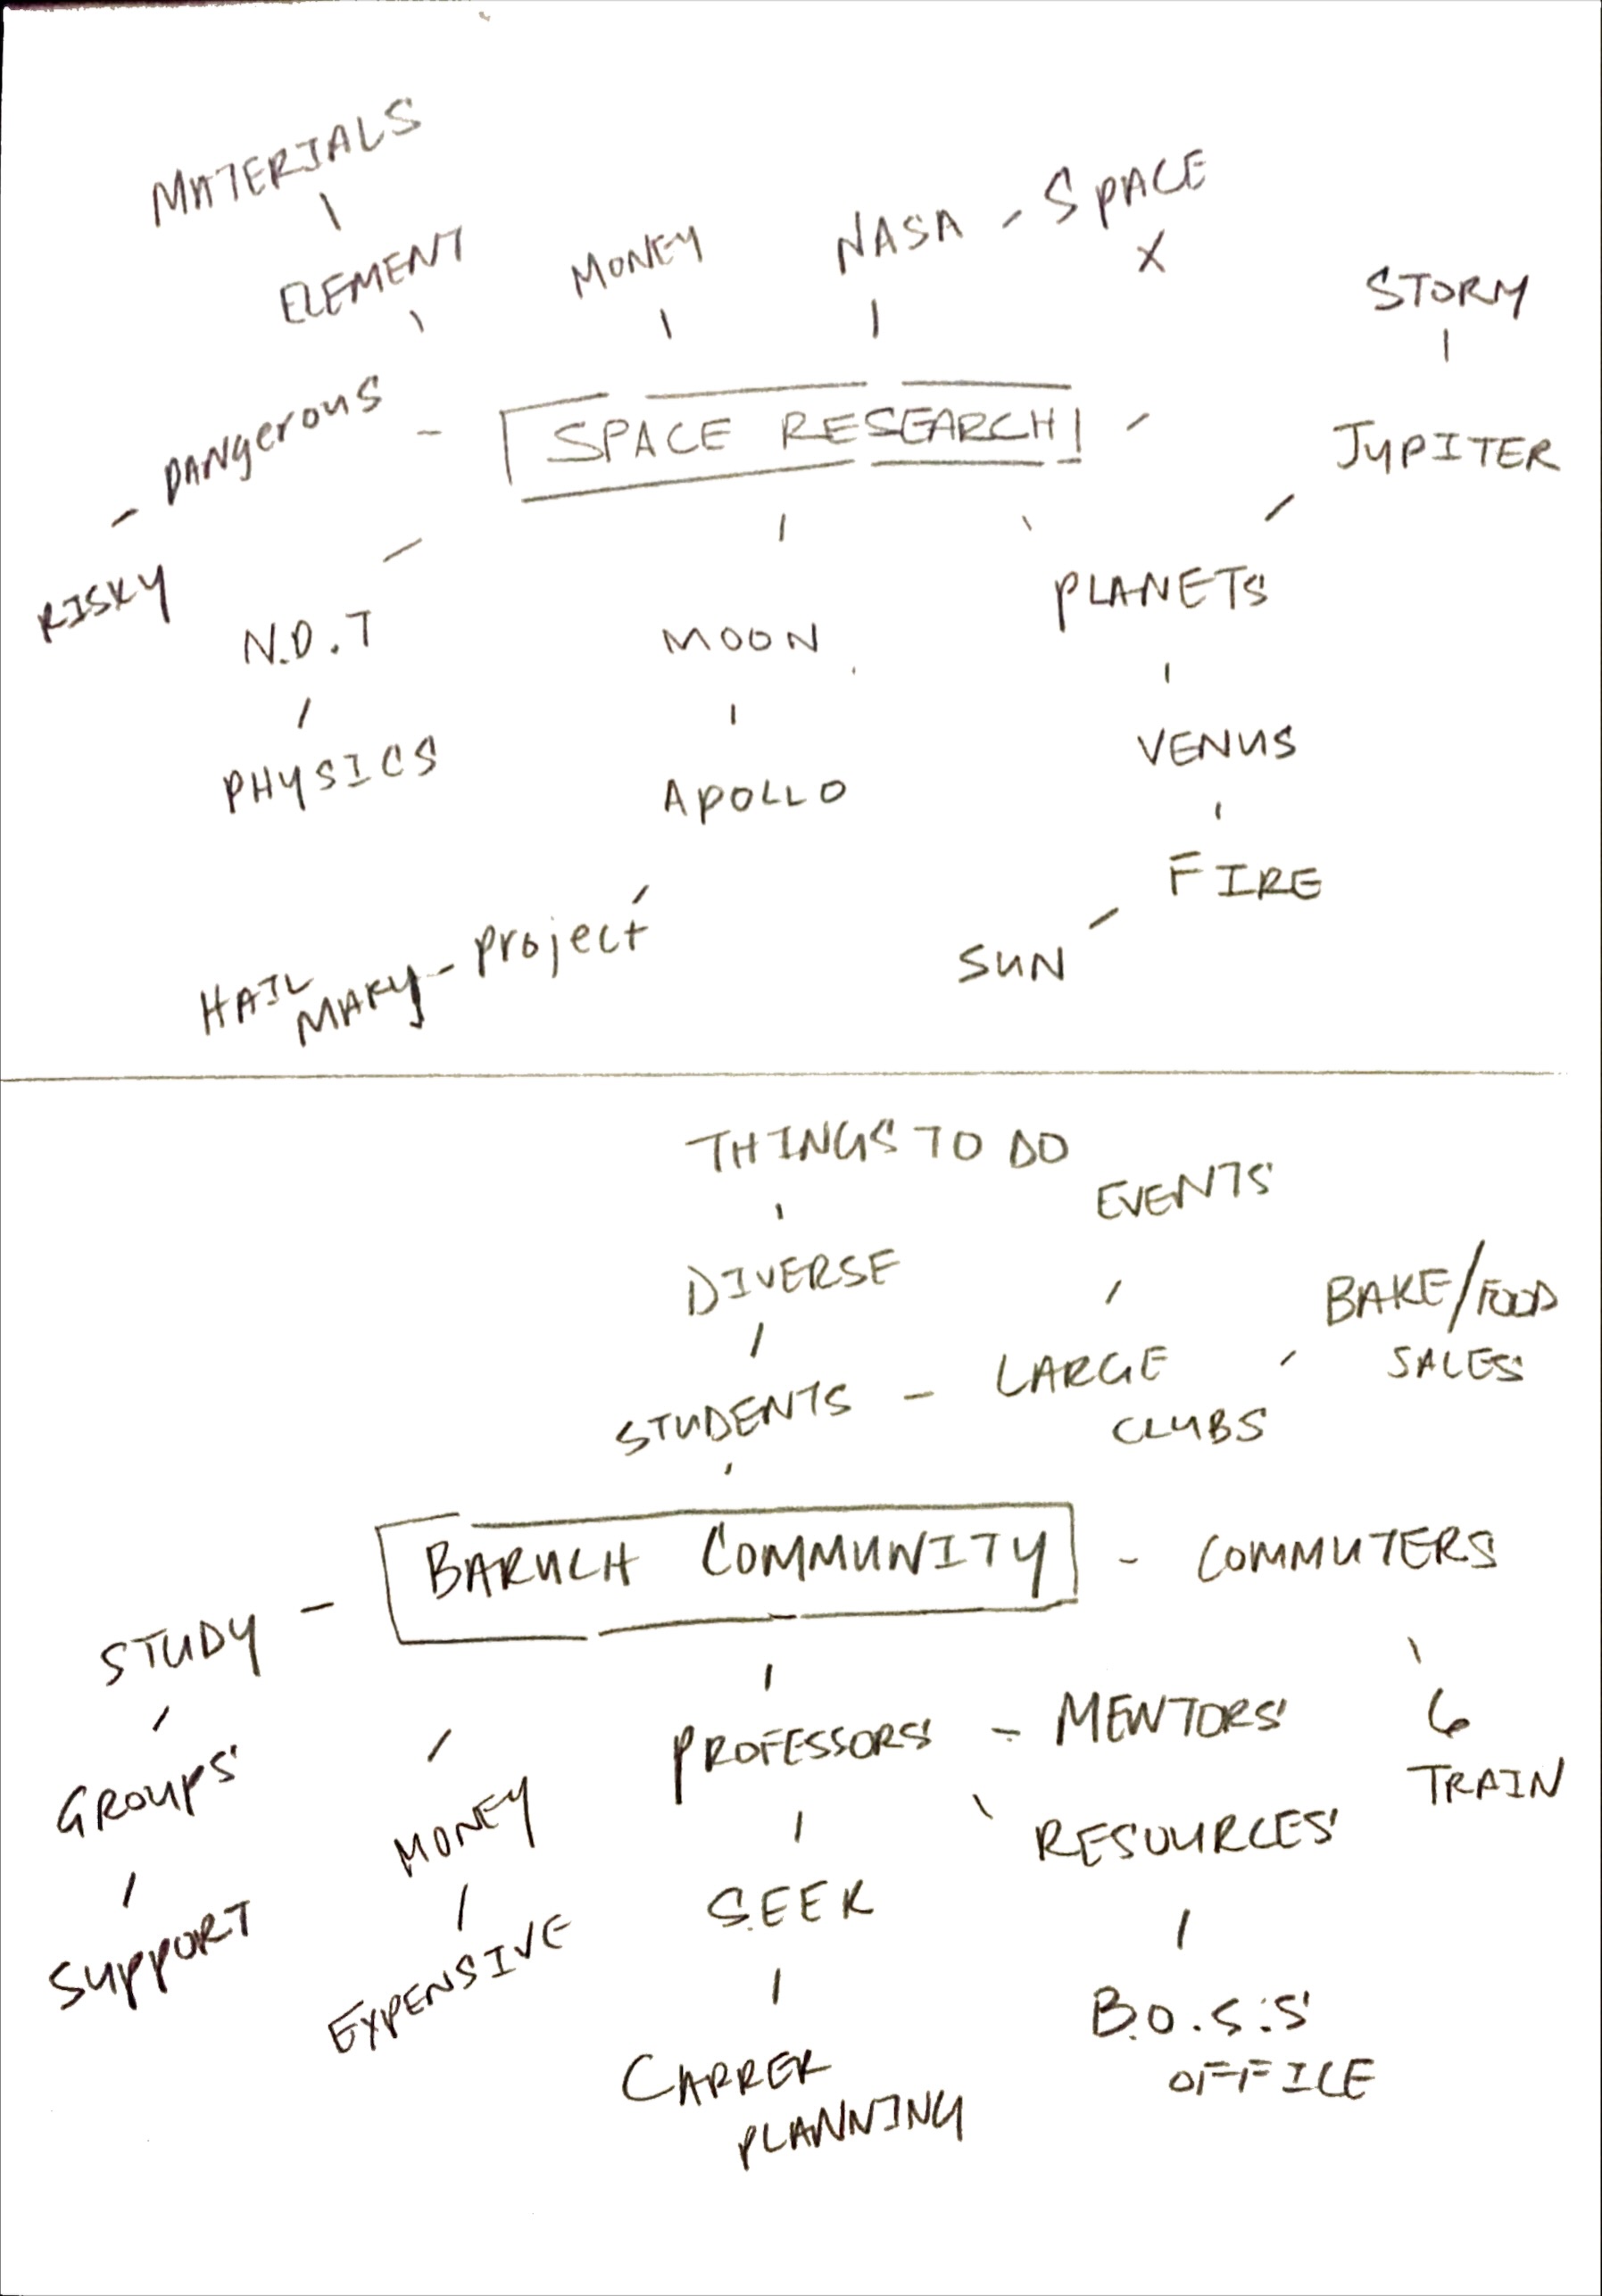 MATERIALS
ELEMENT
MONEY
NASA - SPACE
X
STORM
DANgerous
SPACE RESEARCH
JUPITER
RISKY
N.D.T
MOON
PLANETS
PHYSICS
APOLLO
VENUS
FIRE
HAIL MARY - project
SUN
THINGS TO DO
EVENTS
DIVERSE
BAKE/FOOD
SALES
STUDENTS - LARGE
CLUBS
STUDY - BARUCH COMMUNITY - COMMUTERS
GROUPS
MONEY
PROFESSORS - MENTORS
6
TRAIN
RESOURCES
SUPPORT
EXPENSIVE
SEEK
B.O.S.S
OFFICE
CARRER
PLANNING